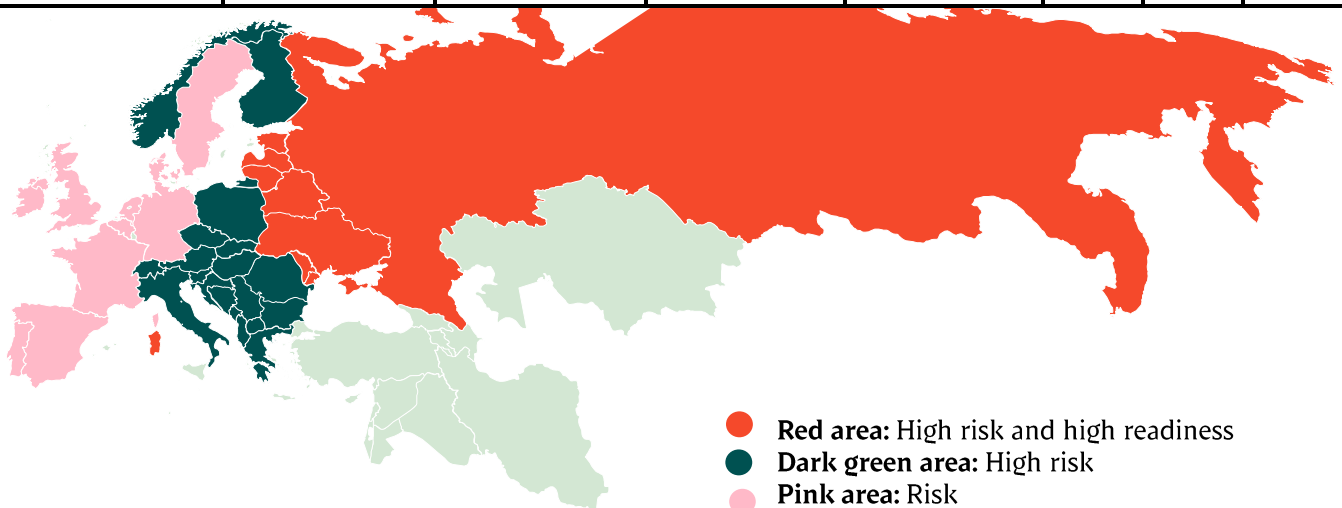 Red area: High risk and high readiness
Dark green area: High risk
Pink area: Risk